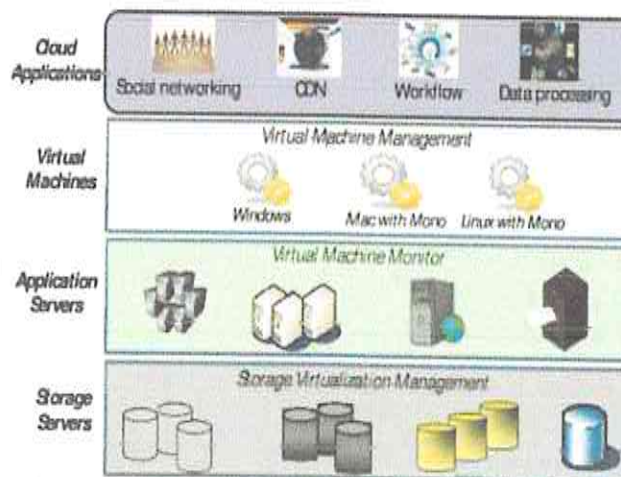 Cloud
Applications
Social networking
CDN
Workflow
Data processing
Virtual
Machines
Virtual Machine Management
Windows
Mac with Mono
Linux with Mono
Application
Servers
Virtual Machine Monitor
Storage
Servers
Storage Virtualization Management